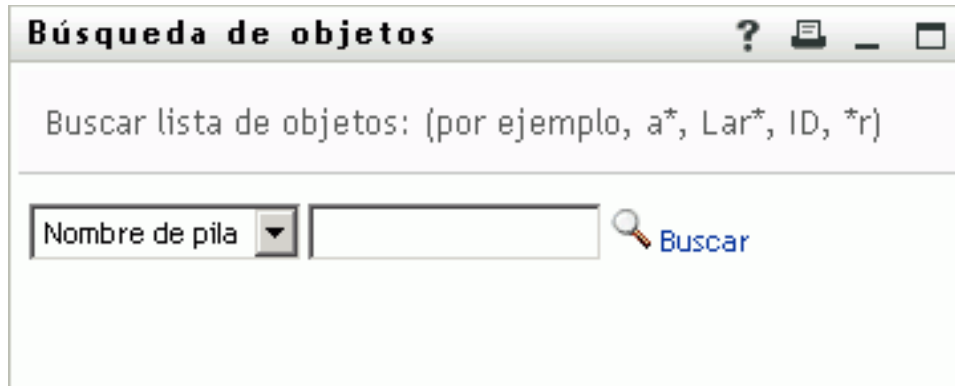 Búsqueda de objetos
Buscar lista de objetos: (por ejemplo, a*, Lar*, ID, *r)
Nombre de pila Buscar